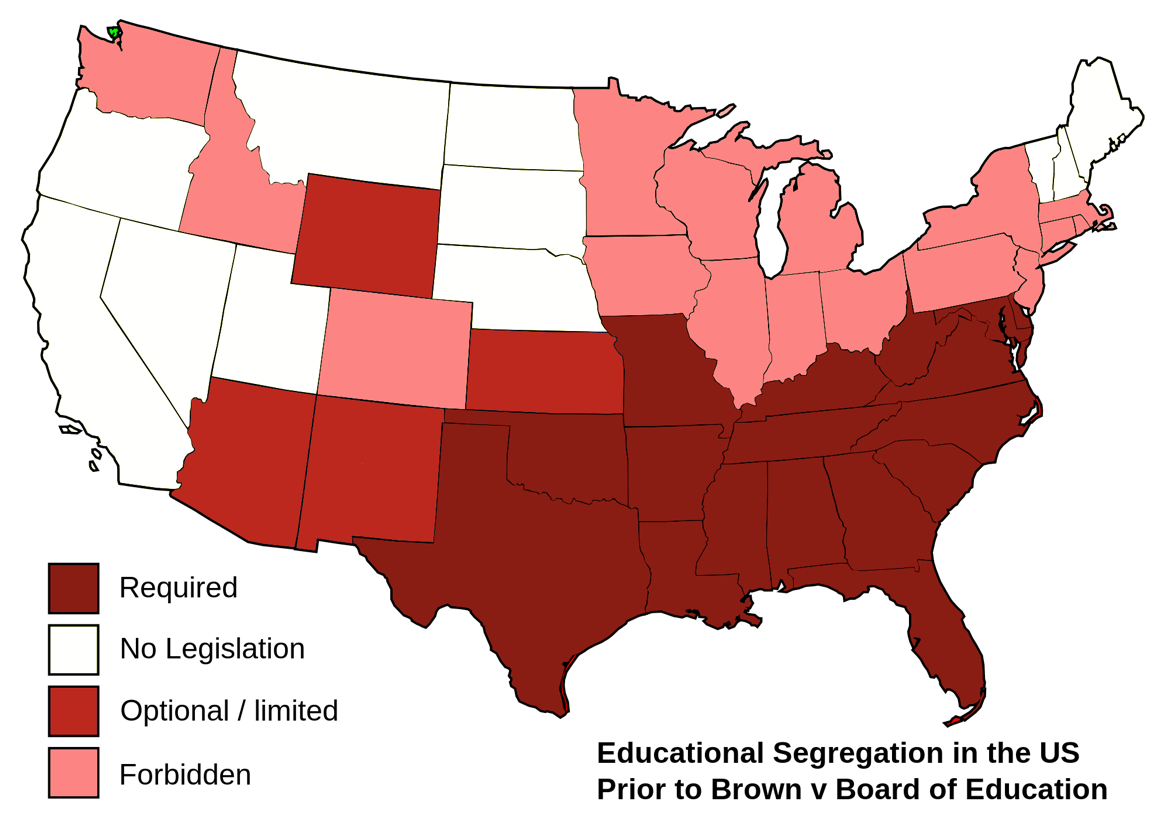 Required
No Legislation
Optional / limited
Forbidden
Educational Segregation in the US
Prior to Brown v Board of Education